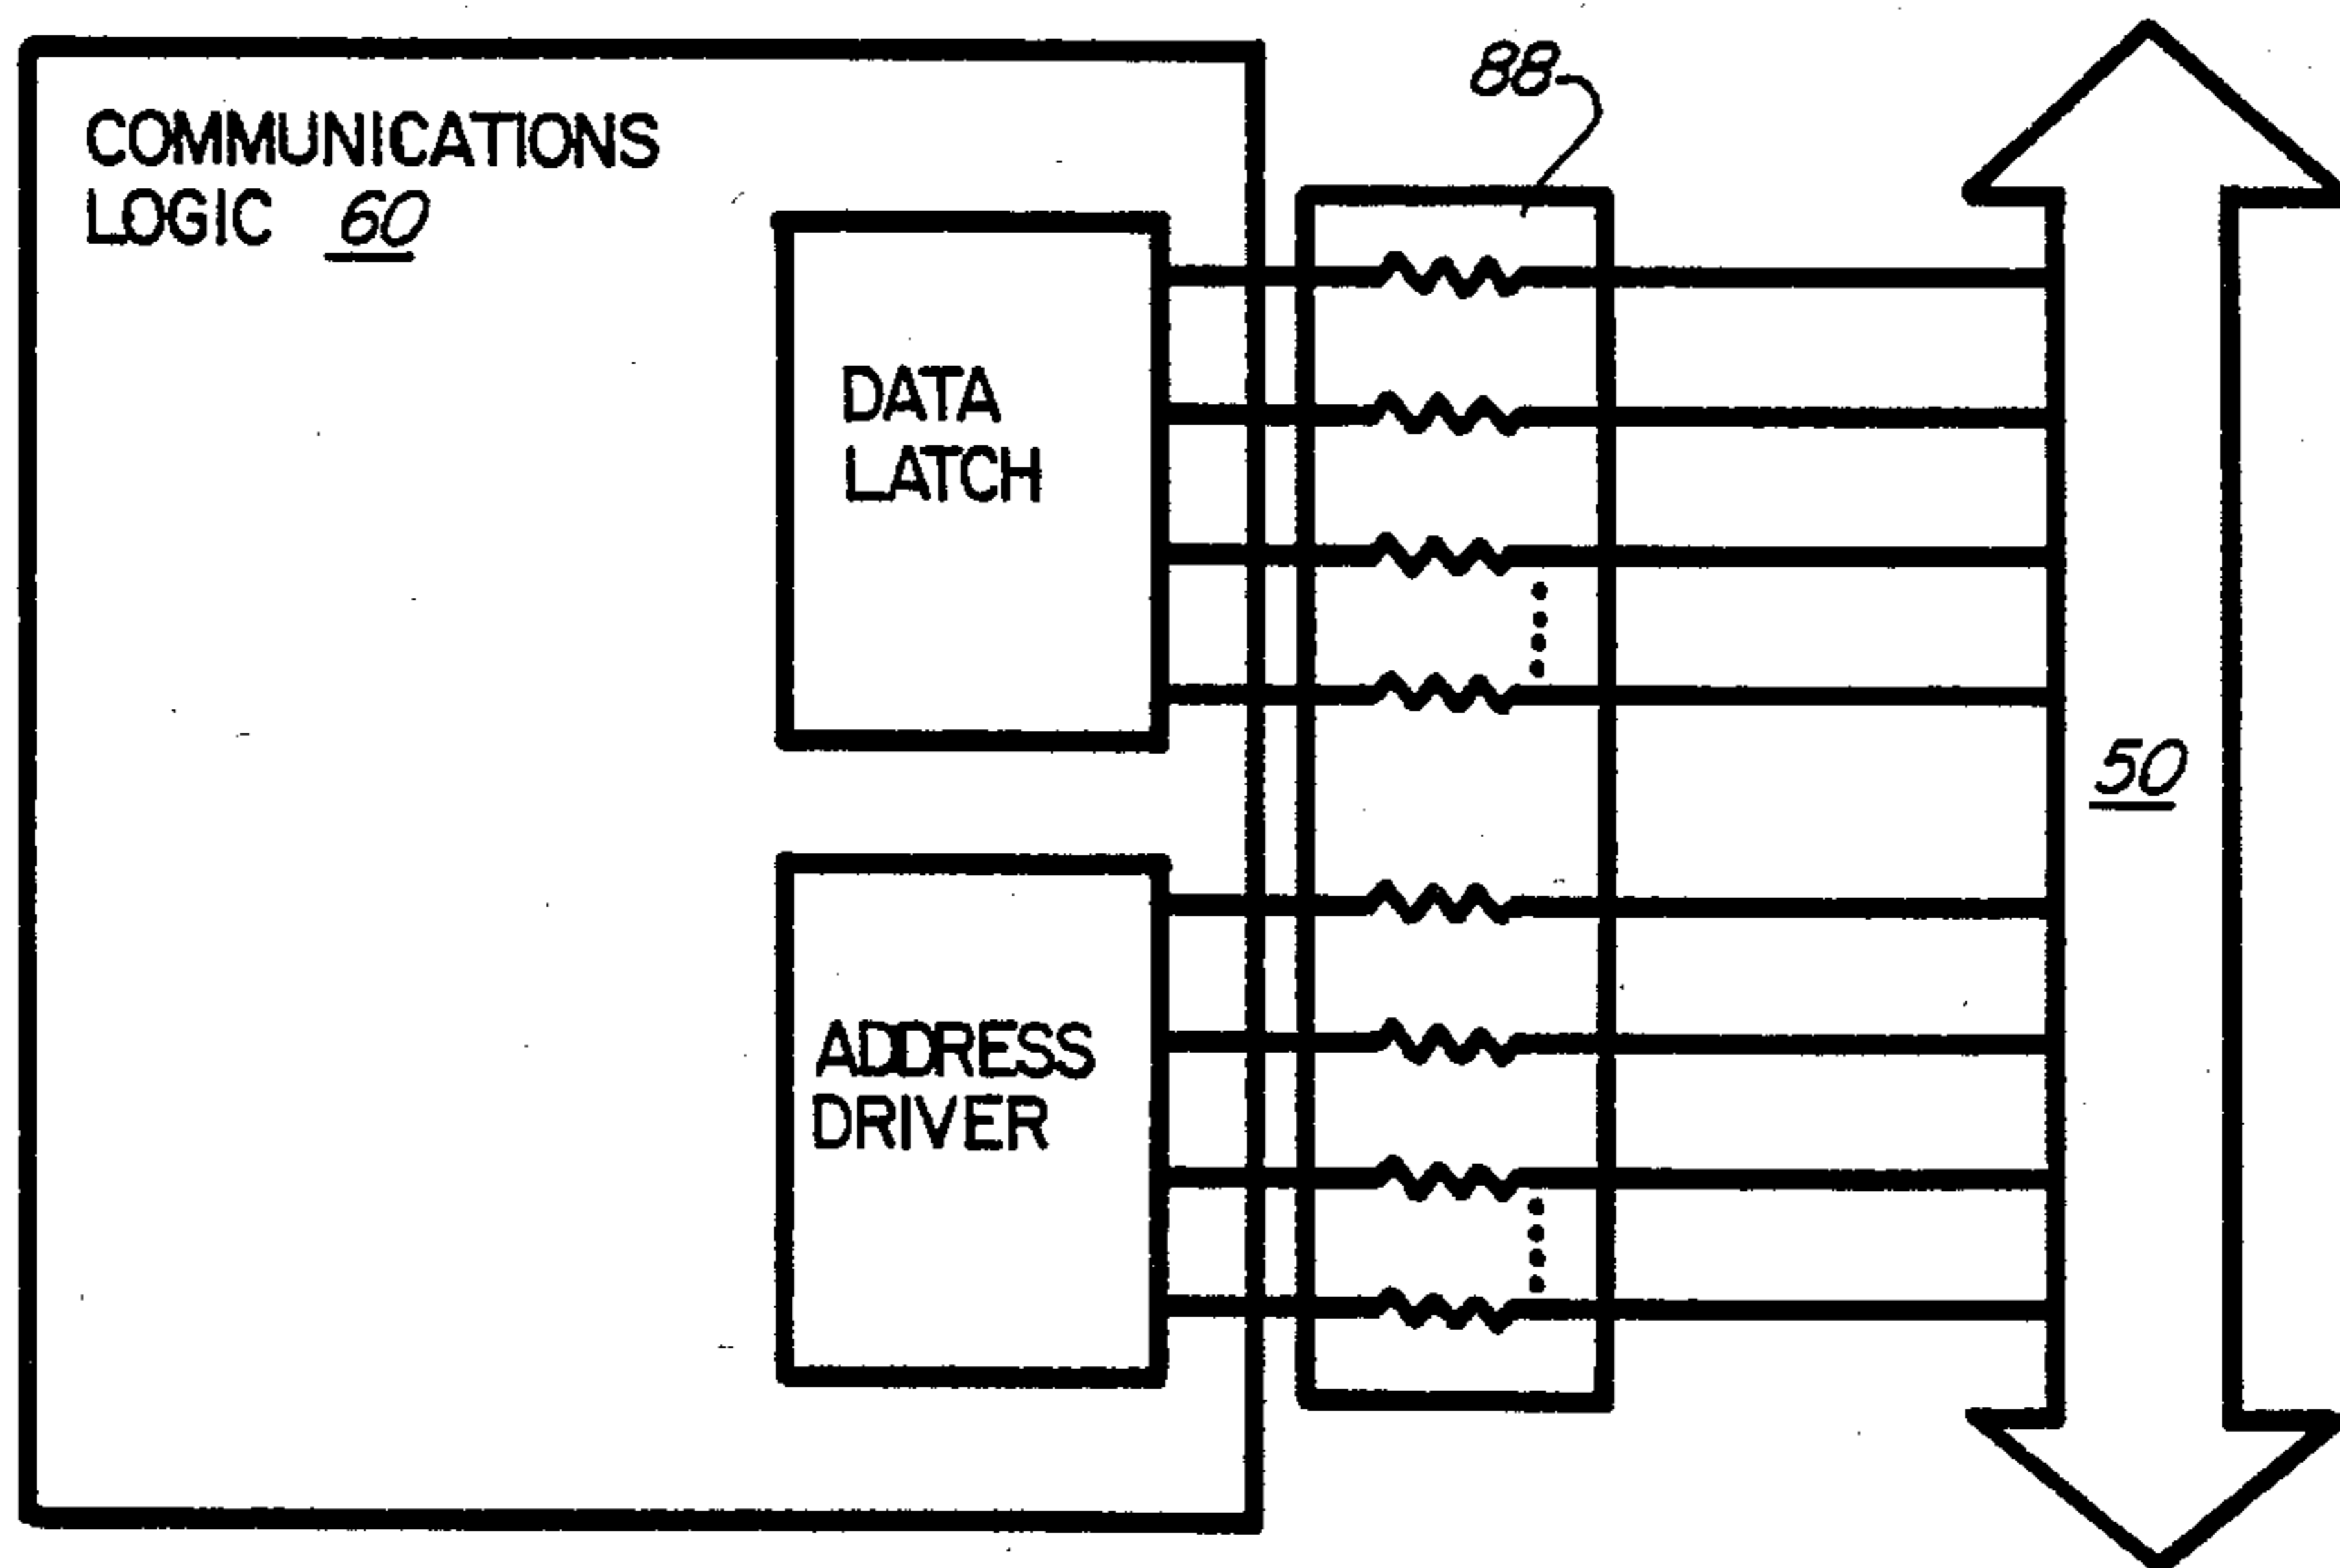 COMMUNICATIONS
LOGIC 60
88
DATA
LATCH
50
ADDRESS
DRIVER